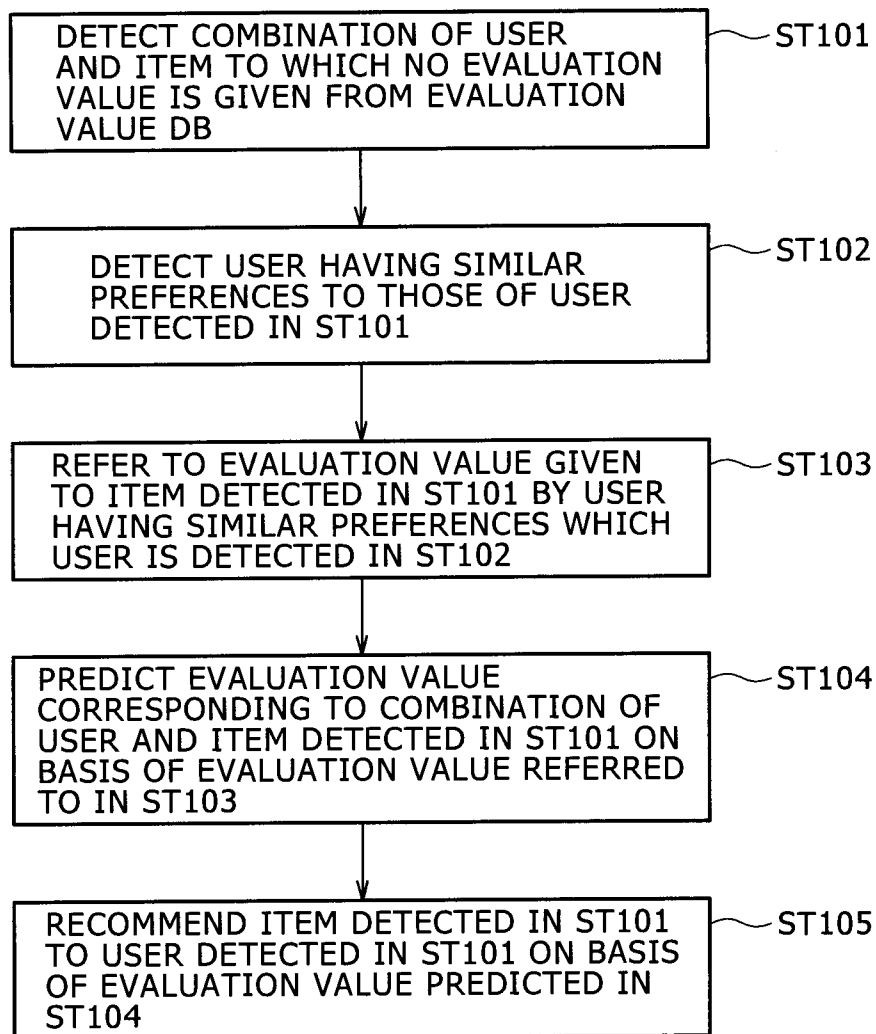 DETECT COMBINATION OF USER
AND ITEM TO WHICH NO EVALUATION
VALUE IS GIVEN FROM EVALUATION
VALUE DB
ST101
DETECT USER HAVING SIMILAR
PREFERENCES TO THOSE OF USER
DETECTED IN ST101
ST102
REFER TO EVALUATION VALUE GIVEN
TO ITEM DETECTED IN ST101 BY USER
HAVING SIMILAR PREFERENCES WHICH
USER IS DETECTED IN ST102
ST103
PREDICT EVALUATION VALUE
CORRESPONDING TO COMBINATION OF
USER AND ITEM DETECTED IN ST101 ON
BASIS OF EVALUATION VALUE REFERRED
TO IN ST103
ST104
RECOMMEND ITEM DETECTED IN ST101
TO USER DETECTED IN ST101 ON BASIS
OF EVALUATION VALUE PREDICTED IN
ST104
ST105